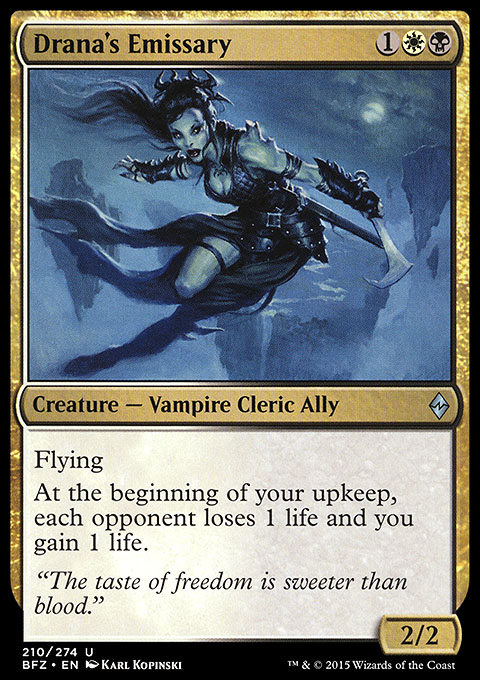 Drana's Emissary 1
Creature — Vampire Cleric Ally
Flying
At the beginning of your upkeep,
each opponent loses 1 life and you
gain 1 life.
“The taste of freedom is sweeter than
blood.”
2/2
210/274 U
BFZ • EN Karl Kopinski
™ & © 2015 Wizards of the Coast